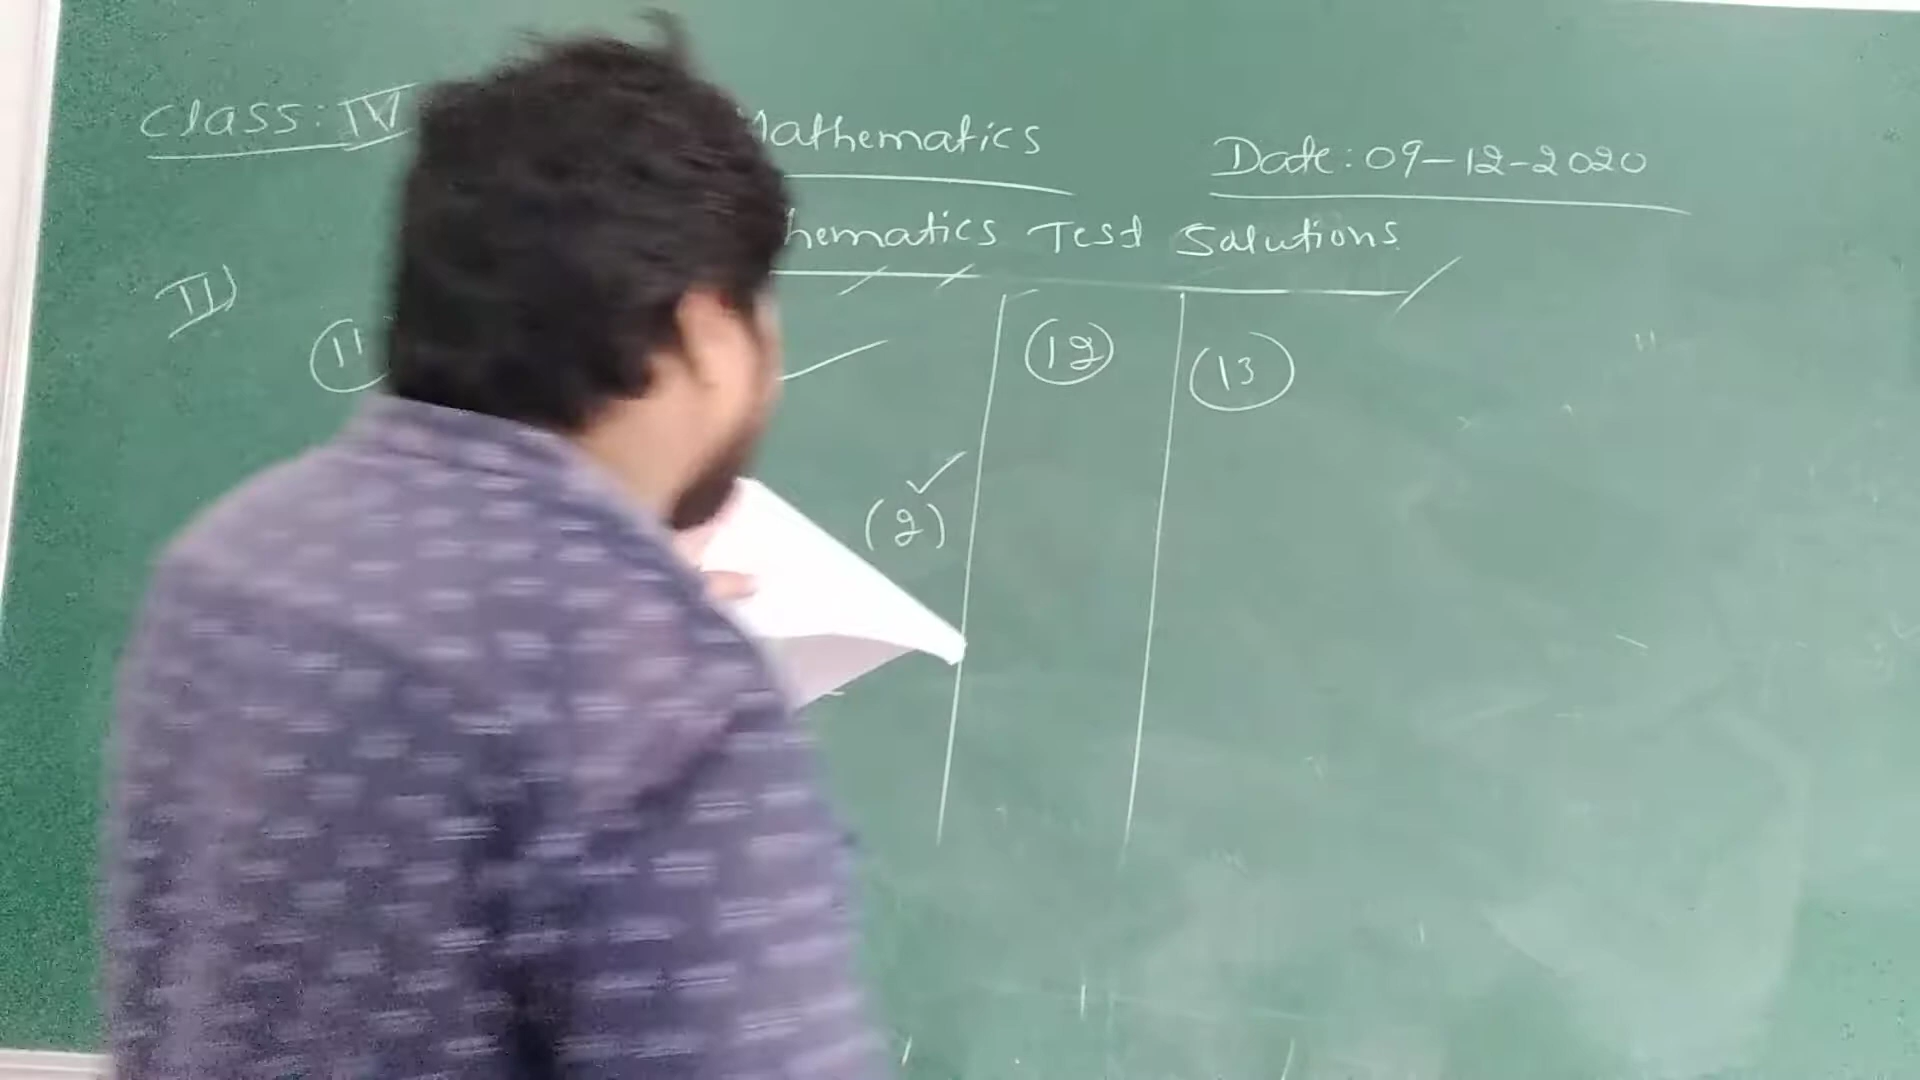 Class: IV Mathematics Date: 09-12-2020
hematics Test Solutions
II)
11 12 13
(2)